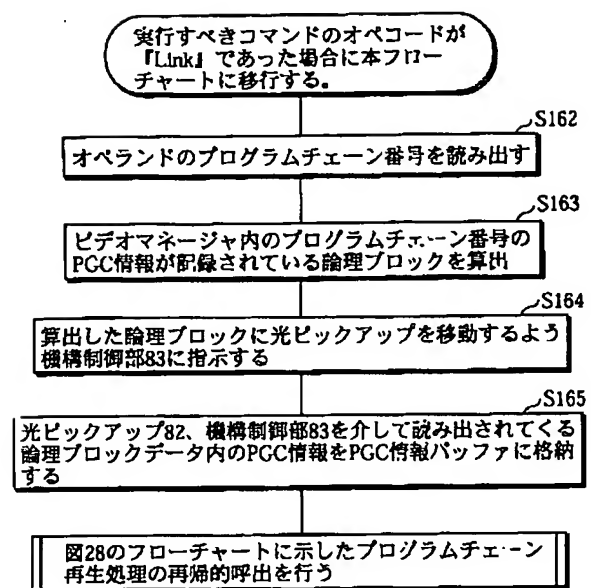 実行すべきコマンドのオペコードが
『Link』であった場合に本フロー
チャートに移行する。
S162
オペランドのプログラムチェーン番号を読み出す
S163
ビデオマネージャ内のプログラムチェーン番号の
PGC情報が記録されている論理ブロックを算出
S164
算出した論理ブロックに光ピックアップを移動するよう
機構制御部83に指示する
S165
光ピックアップ82、機構制御部83を介して読み出されてくる
論理ブロックデータ内のPGC情報をPGC情報バッファに格納
する
図28のフローチャートに示したプログラムチェーン
再生処理の再帰的呼出を行う